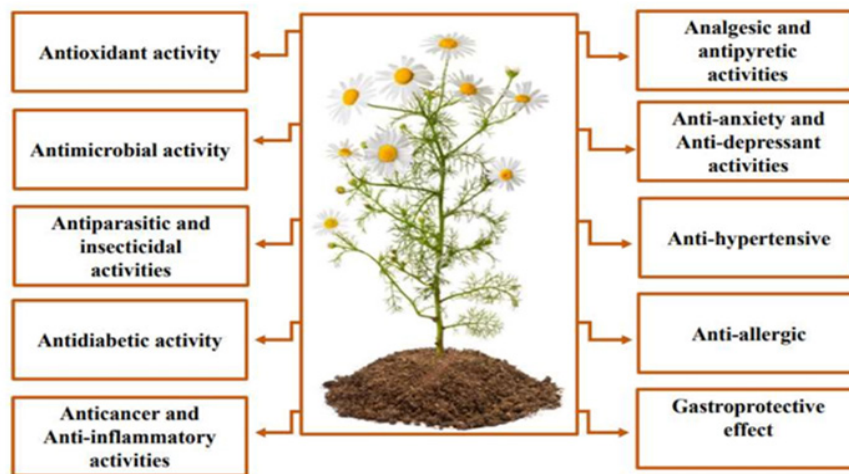 Antioxidant activity
Antimicrobial activity
Antiparasitic and
insecticidal
activities
Antidiabetic activity
Anticancer and
Anti-inflammatory
activities
Analgesic and
antipyretic
activities
Anti-anxiety and
Anti-depressant
activities
Anti-hypertensive
Anti-allergic
Gastroprotective
effect